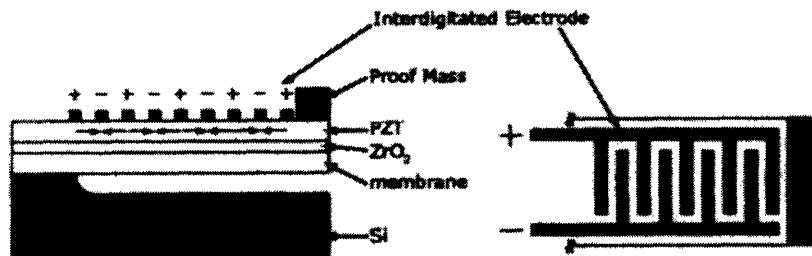 Interdigitated Electrode
Proof Mass
+ - + - + - + - +
PZT
ZrO₂
membrane
Si
+
-